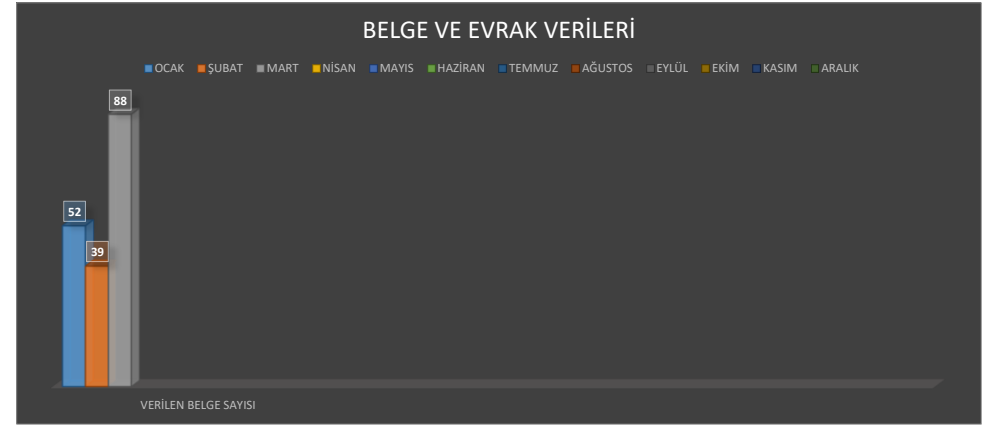 BELGE VE EVRAK VERİLERİ
OCAK ŞUBAT MART NİSAN MAYIS HAZİRAN TEMMUZ AĞUSTOS EYLÜL EKİM KASIM ARALIK
88
52
39
VERİLEN BELGE SAYISI